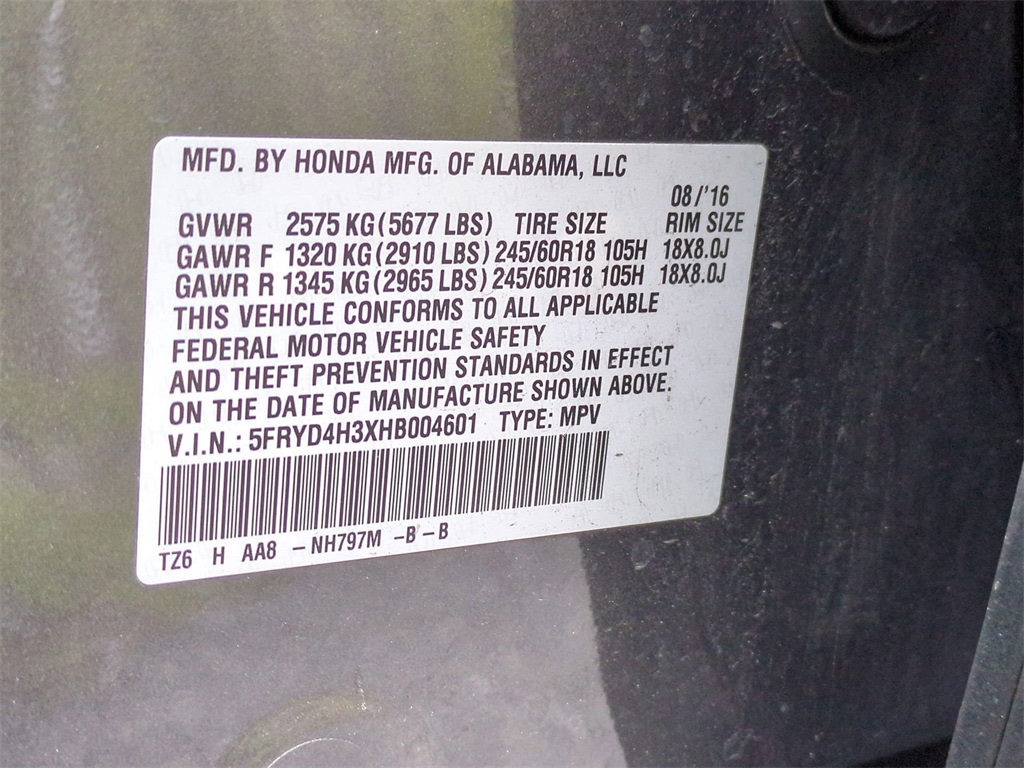 MFD. BY HONDA MFG. OF ALABAMA, LLC
08/'16
GVWR 2575 KG(5677 LBS) TIRE SIZE RIM SIZE
GAWR F 1320 KG(2910 LBS) 245/60R18 105H 18X8.0J
GAWR R 1345 KG(2965 LBS) 245/60R18 105H 18X8.0J
THIS VEHICLE CONFORMS TO ALL APPLICABLE
FEDERAL MOTOR VEHICLE SAFETY
AND THEFT PREVENTION STANDARDS IN EFFECT
ON THE DATE OF MANUFACTURE SHOWN ABOVE.
V.I.N.: 5FRYD4H3XHB004601 TYPE: MPV
TZ6 H AA8 -NH797M -B-B